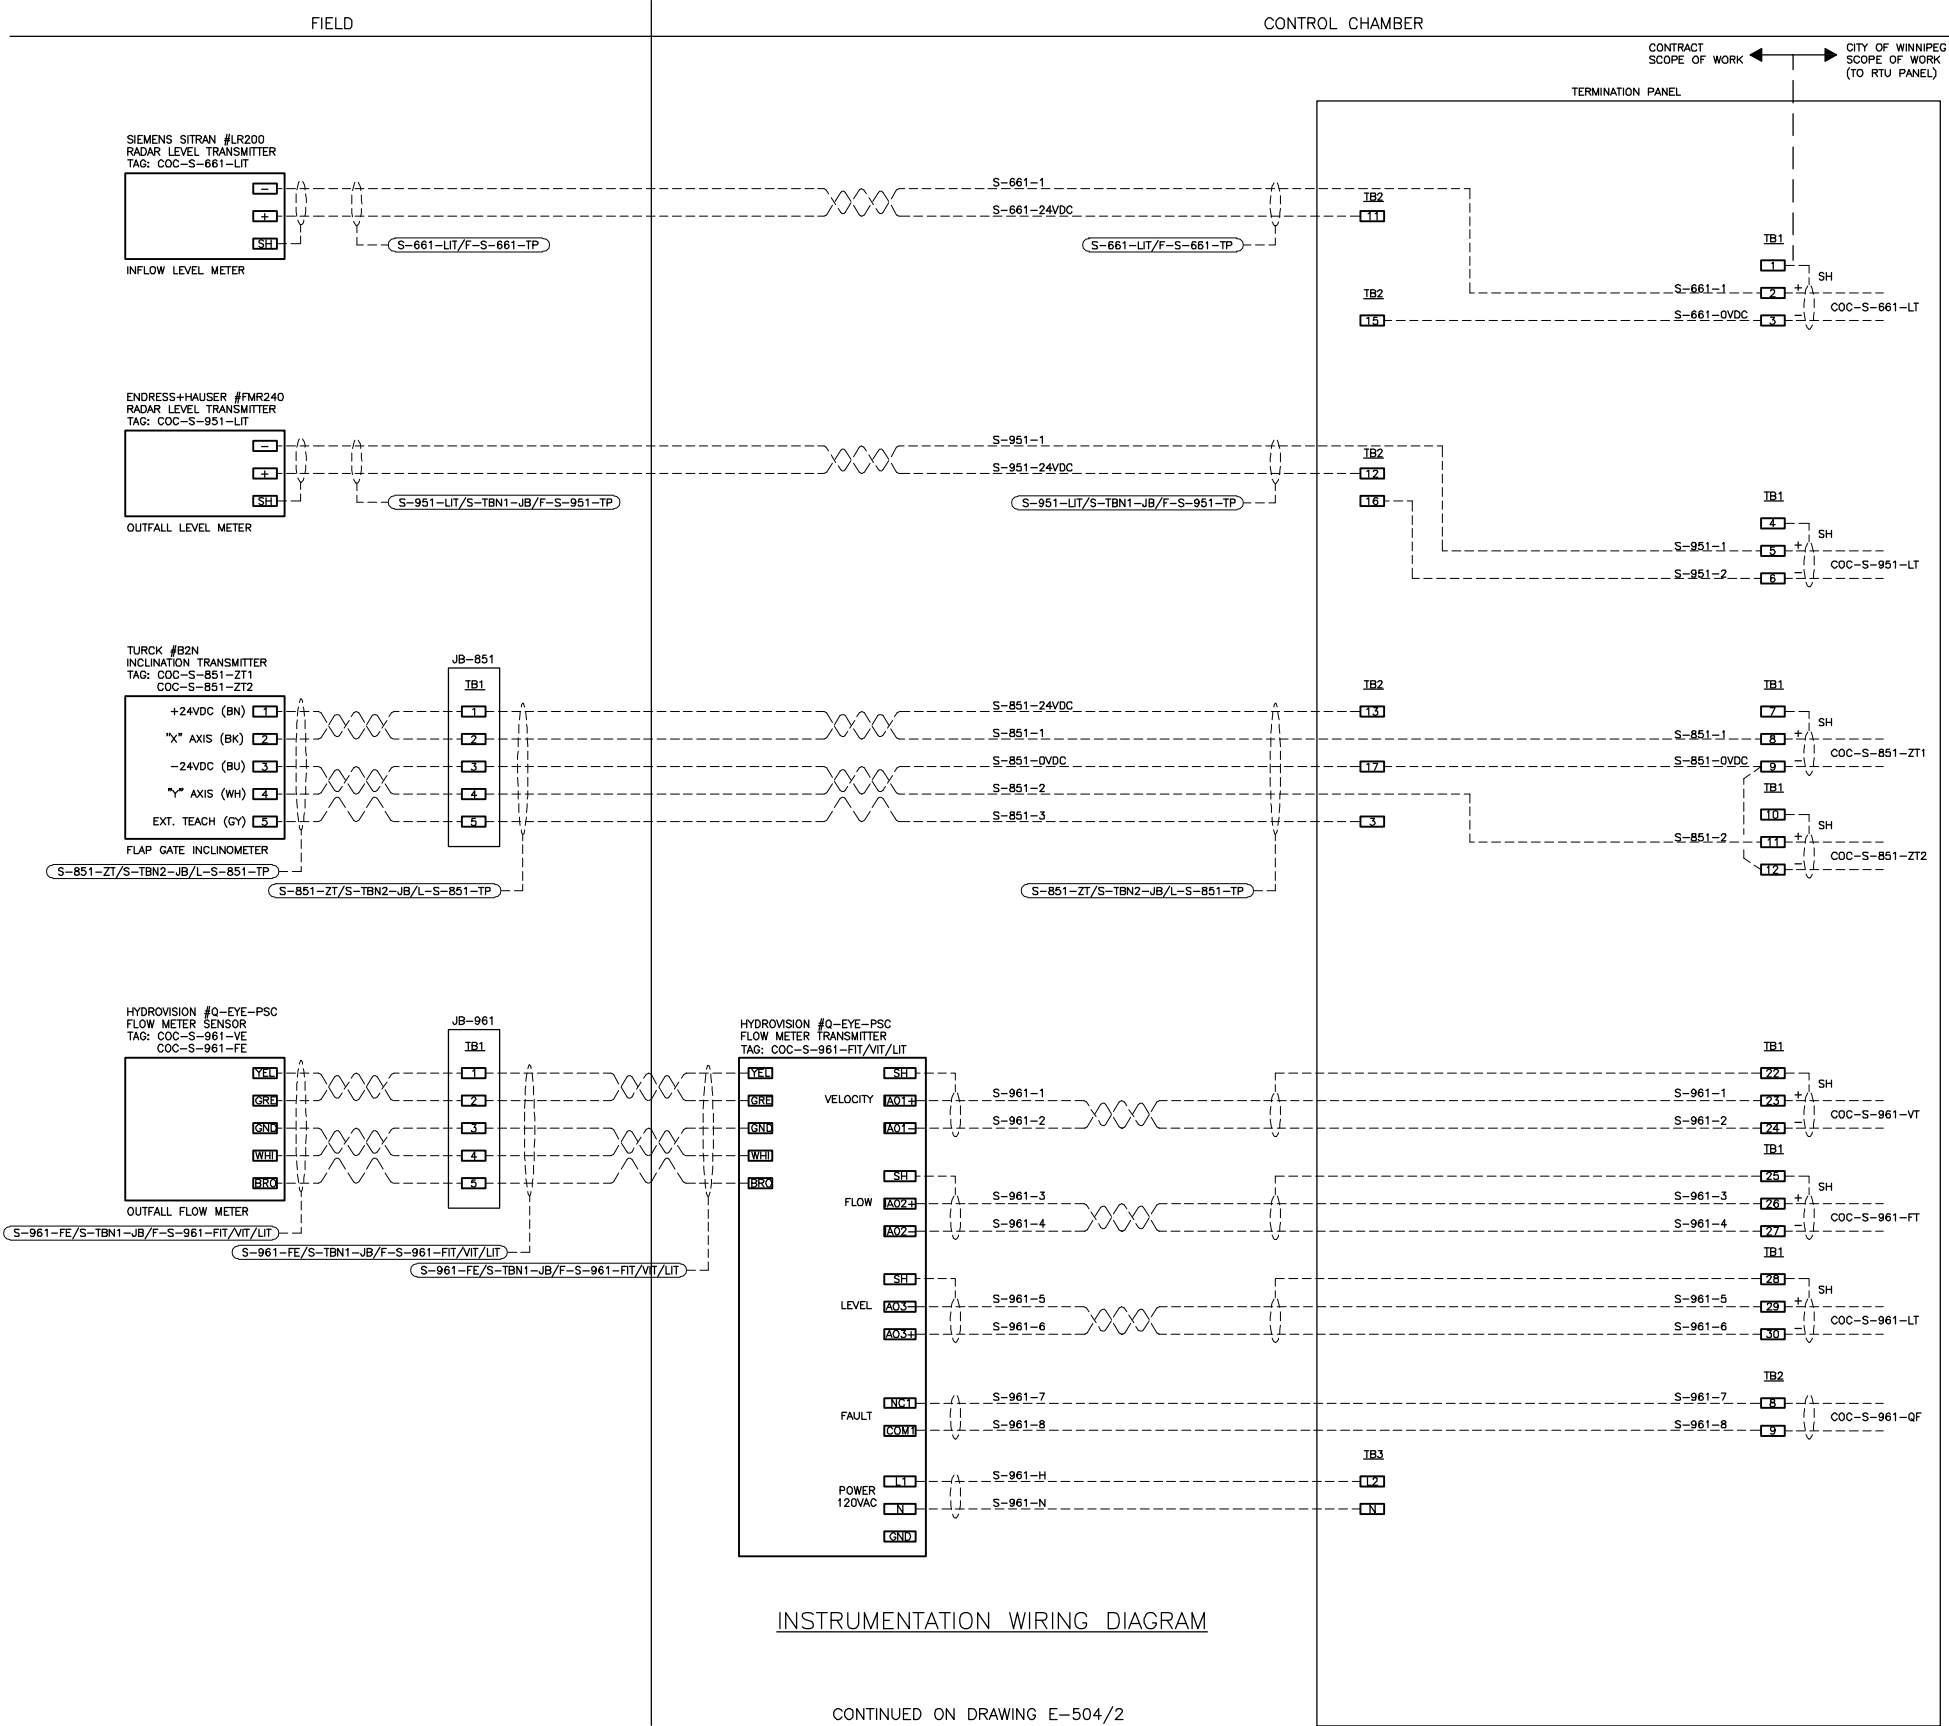 FIELD
CONTROL CHAMBER
CONTRACT
SCOPE OF WORK
CITY OF WINNIPEG
SCOPE OF WORK
(TO RTU PANEL)
TERMINATION PANEL
SIEMENS SITRAN #LR200
RADAR LEVEL TRANSMITTER
TAG: COC-S-661-LIT
-
+
SH
INFLOW LEVEL METER
S-661-LIT/F-S-661-TP
S-661-1
S-661-24VDC
S-661-LIT/F-S-661-TP
TB2
11
TB2
15
TB1
1
SH
S-661-1
2
+
COC-S-661-LT
S-661-0VDC
3
-
ENDRESS+HAUSER #FMR240
RADAR LEVEL TRANSMITTER
TAG: COC-S-951-LIT
-
+
SH
OUTFALL LEVEL METER
S-951-LIT/S-TBN1-JB/F-S-951-TP
S-951-1
S-951-24VDC
S-951-LIT/S-TBN1-JB/F-S-951-TP
TB2
12
16
TB1
4
SH
S-951-1
5
+
COC-S-951-LT
S-951-2
6
-
TURCK #B2N
INCLINATION TRANSMITTER
TAG: COC-S-851-ZT1
COC-S-851-ZT2
+24VDC (BN) 1
"X" AXIS (BK) 2
-24VDC (BU) 3
"Y" AXIS (WH) 4
EXT. TEACH (GY) 5
FLAP GATE INCLINOMETER
S-851-ZT/S-TBN2-JB/L-S-851-TP
JB-851
TB1
1
2
3
4
5
S-851-ZT/S-TBN2-JB/L-S-851-TP
S-851-24VDC
S-851-1
S-851-0VDC
S-851-2
S-851-3
S-851-ZT/S-TBN2-JB/L-S-851-TP
TB2
13
17
3
TB1
7
SH
S-851-1
8
+
COC-S-851-ZT1
S-851-0VDC
9
-
TB1
10
SH
S-851-2
11
+
COC-S-851-ZT2
12
-
HYDROVISION #Q-EYE-PSC
FLOW METER SENSOR
TAG: COC-S-961-VE
COC-S-961-FE
YEL
GRE
GND
WHI
BRO
OUTFALL FLOW METER
S-961-FE/S-TBN1-JB/F-S-961-FIT/VIT/LIT
JB-961
TB1
1
2
3
4
5
S-961-FE/S-TBN1-JB/F-S-961-FIT/VIT/LIT
S-961-FE/S-TBN1-JB/F-S-961-FIT/VIT/LIT
HYDROVISION #Q-EYE-PSC
FLOW METER TRANSMITTER
TAG: COC-S-961-FIT/VIT/LIT
YEL
GRE
GND
WHI
BRO
SH
VELOCITY
AO1+
AO1-
SH
FLOW
AO2+
AO2-
SH
LEVEL
AO3-
AO3+
FAULT
NC1
COM1
POWER
120VAC
L1
N
GND
S-961-1
S-961-2
S-961-3
S-961-4
S-961-5
S-961-6
S-961-7
S-961-8
S-961-H
S-961-N
TB3
L2
N
TB1
22
SH
S-961-1
23
+
COC-S-961-VT
S-961-2
24
-
TB1
25
SH
S-961-3
26
+
COC-S-961-FT
S-961-4
27
-
TB1
28
SH
S-961-5
29
+
COC-S-961-LT
S-961-6
30
-
TB2
S-961-7
8
COC-S-961-QF
S-961-8
9
INSTRUMENTATION WIRING DIAGRAM
CONTINUED ON DRAWING E-504/2